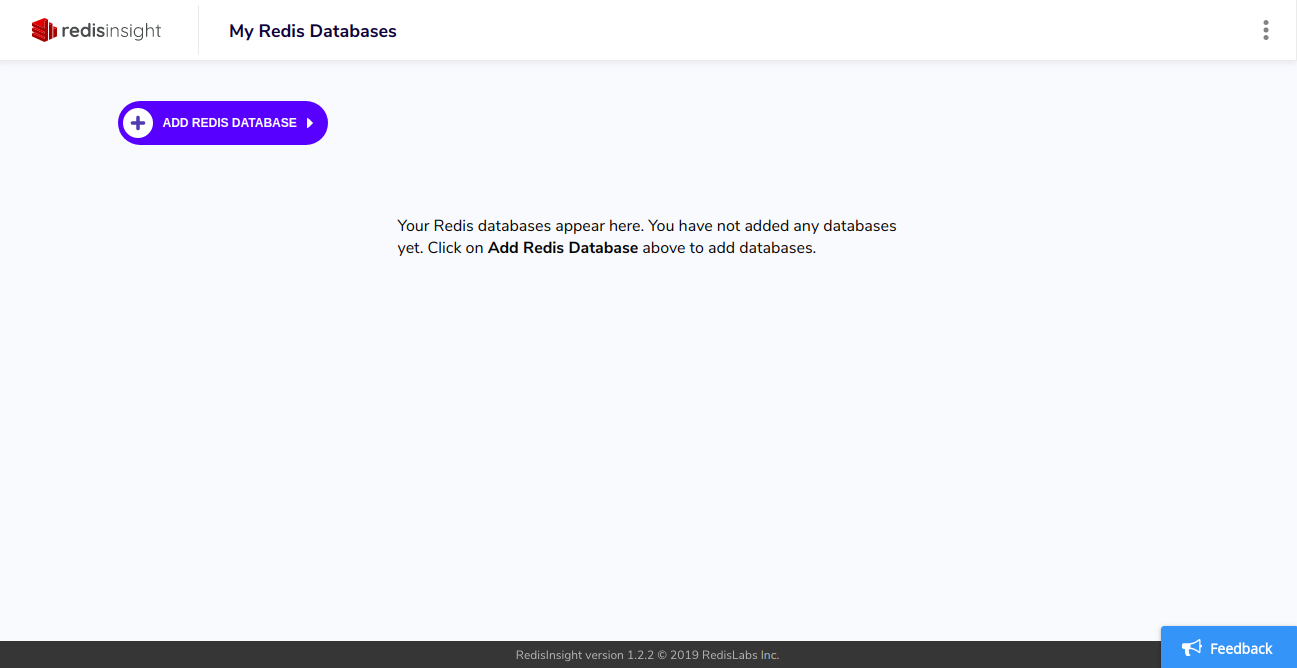 redisinsight
My Redis Databases
ADD REDIS DATABASE
Your Redis databases appear here. You have not added any databases
yet. Click on Add Redis Database above to add databases.
RedisInsight version 1.2.2 © 2019 RedisLabs Inc.
Feedback